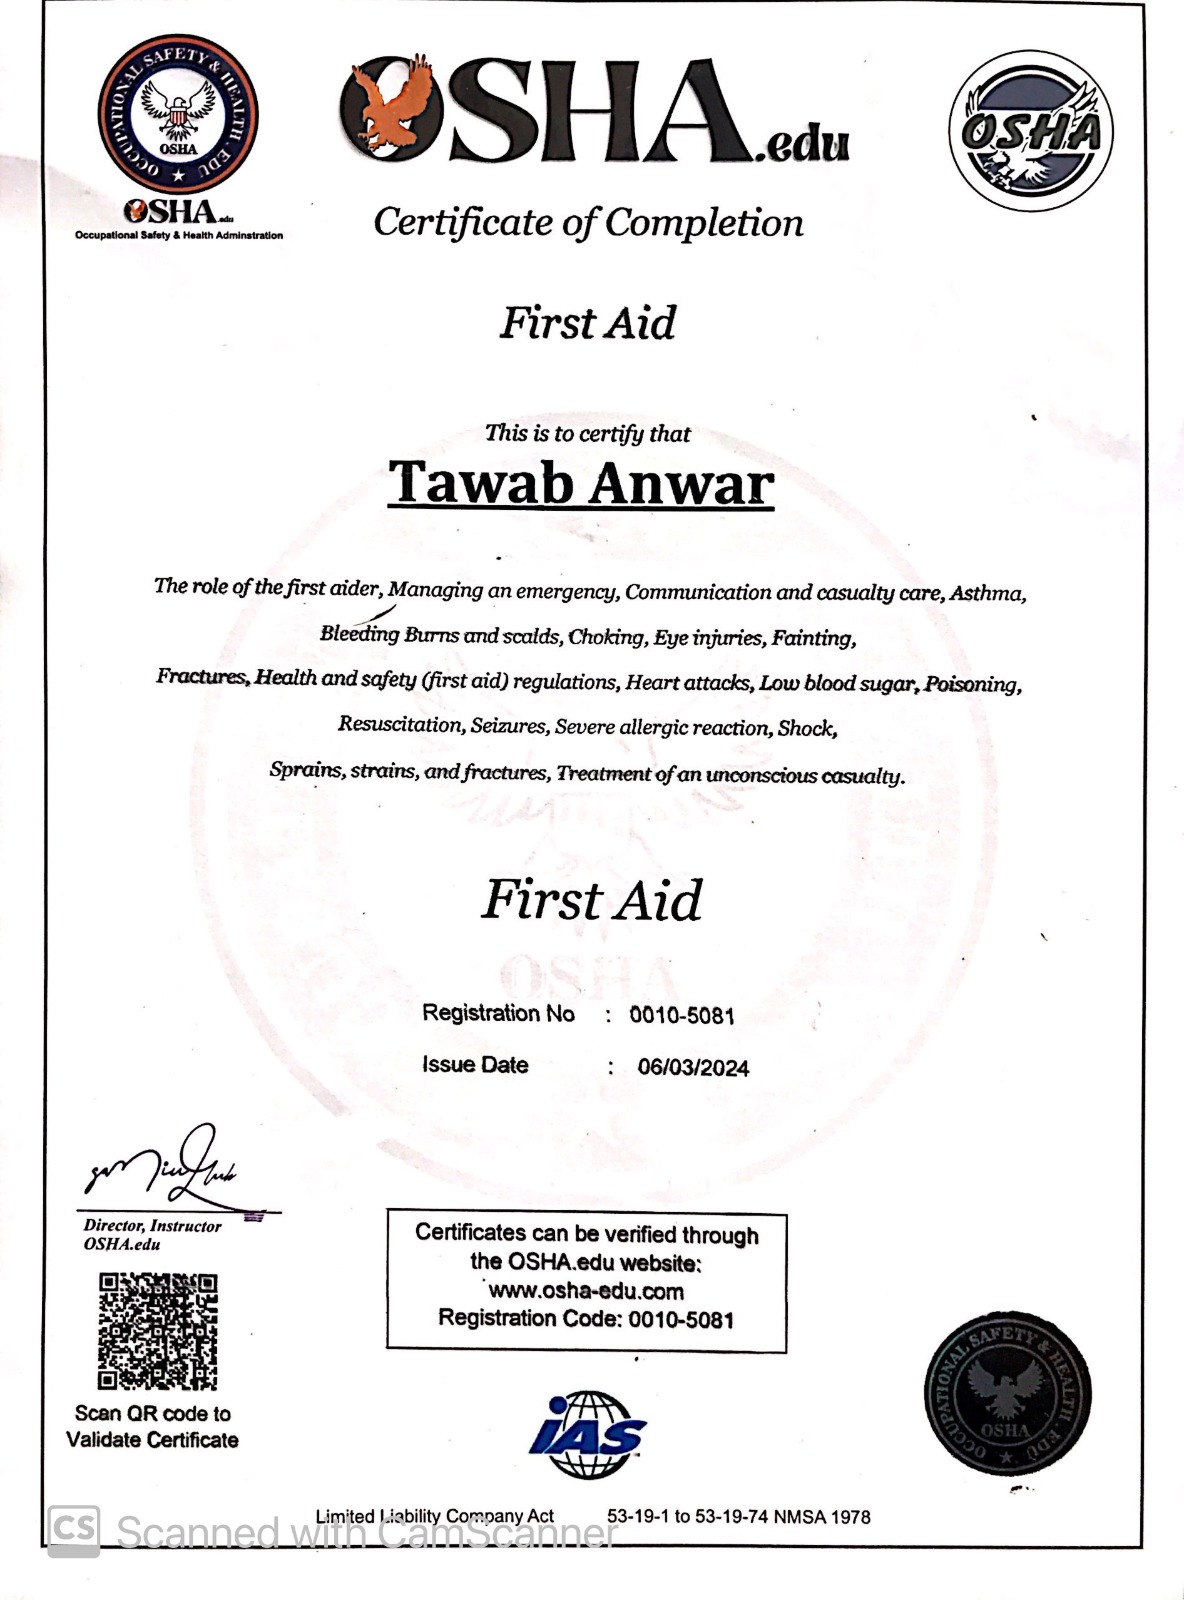 OCCUPATIONAL SAFETY & HEALTH .EDU
OSHA
OSHA.edu
Occupational Safety & Health Adminstration
OSHA.edu
OSHA
Certificate of Completion
First Aid
This is to certify that
Tawab Anwar
The role of the first aider, Managing an emergency, Communication and casualty care, Asthma,
Bleeding Burns and scalds, Choking, Eye injuries, Fainting,
Fractures, Health and safety (first aid) regulations, Heart attacks, Low blood sugar, Poisoning,
Resuscitation, Seizures, Severe allergic reaction, Shock,
Sprains, strains, and fractures, Treatment of an unconscious casualty.
First Aid
OSHA
Registration No : 0010-5081
Issue Date : 06/03/2024
Director, Instructor
OSHA.edu
Scan QR code to
Validate Certificate
Certificates can be verified through
the OSHA.edu website:
www.osha-edu.com
Registration Code: 0010-5081
IAS
OCCUPATIONAL SAFETY & HEALTH .EDU
OSHA
Limited Liability Company Act 53-19-1 to 53-19-74 NMSA 1978
CS Scanned with CamScanner